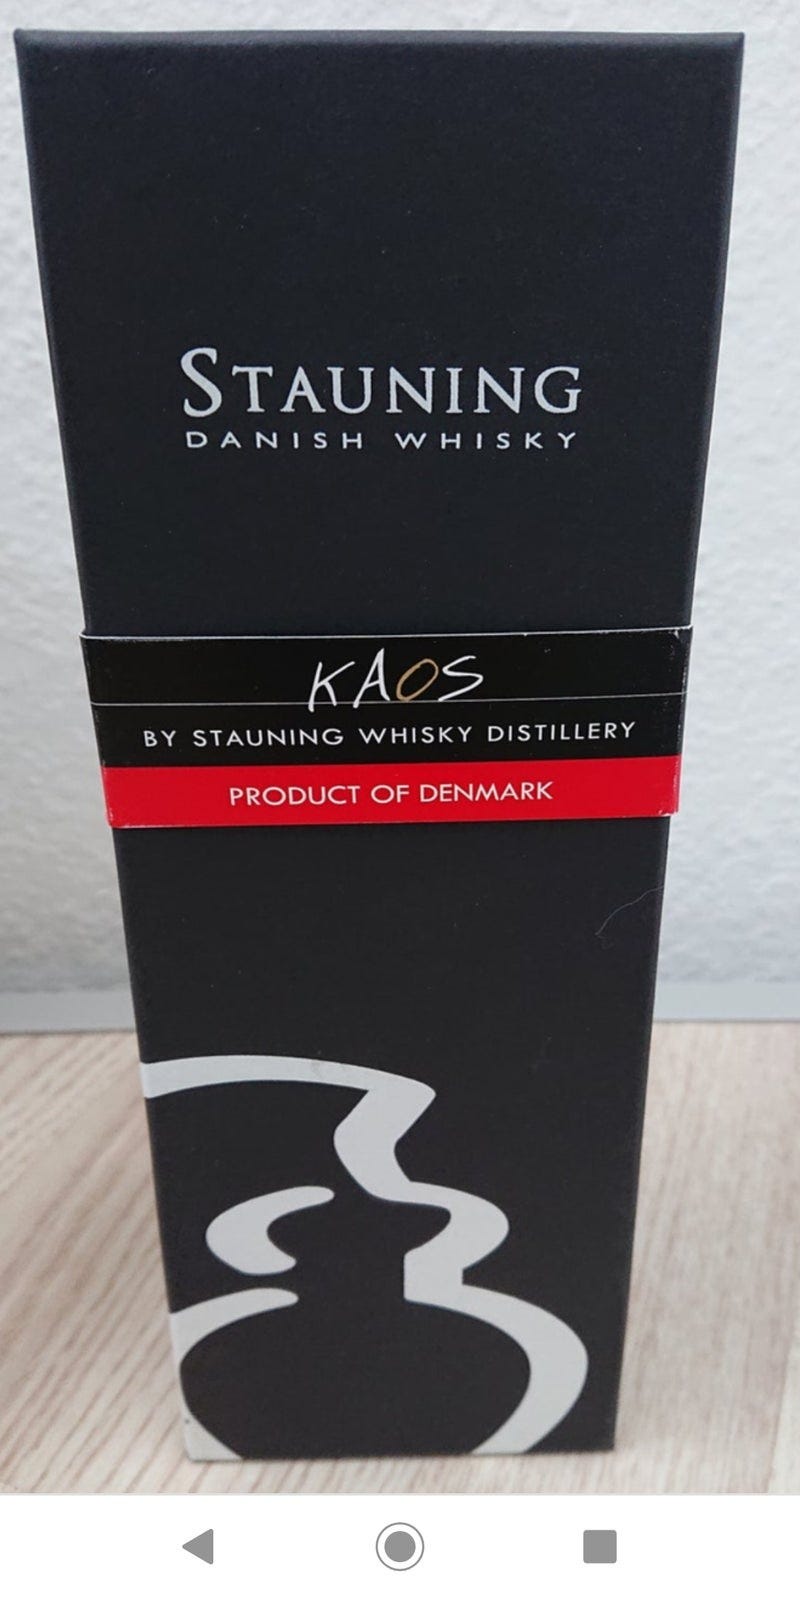 STAUNING
DANISH WHISKY
KAOS
BY STAUNING WHISKY DISTILLERY
PRODUCT OF DENMARK